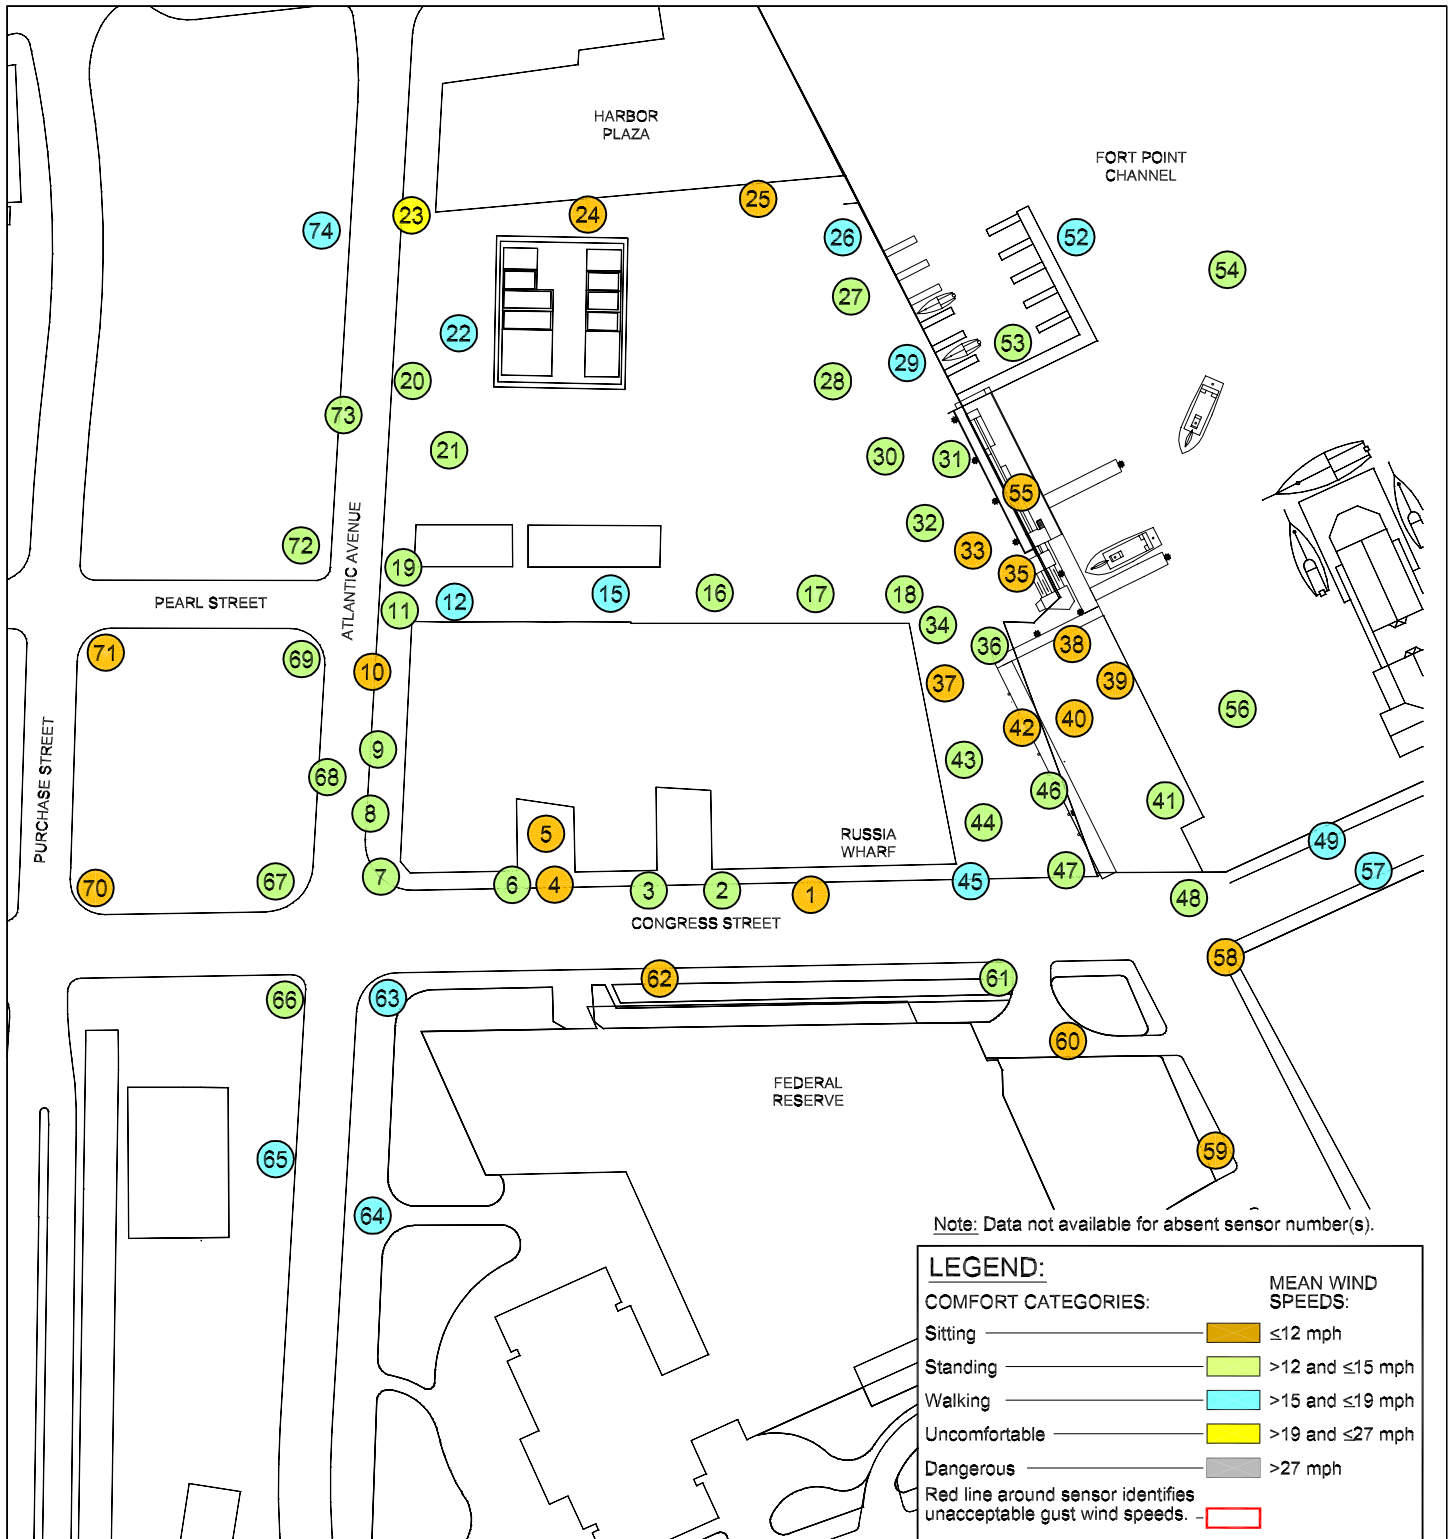 HARBOR
PLAZA
FORT POINT
CHANNEL
25
24
23
74
26
52
54
27
22
53
29
20
28
73
21
30
31
55
32
ATLANTIC AVENUE
72
33
19
35
PEARL STREET
12
15
16
17
18
11
34
36
38
71
69
10
37
39
56
42
40
9
43
PURCHASE STREET
68
46
41
8
44
5
RUSSIA
WHARF
49
47
57
7
67
45
70
6
4
3
2
1
48
CONGRESS STREET
58
62
61
63
66
60
FEDERAL
RESERVE
59
65
64
Note: Data not available for absent sensor number(s).
LEGEND:
COMFORT CATEGORIES:
MEAN WIND
SPEEDS:
Sitting ≤12 mph
Standing >12 and ≤15 mph
Walking >15 and ≤19 mph
Uncomfortable >19 and ≤27 mph
Dangerous >27 mph
Red line around sensor identifies
unacceptable gust wind speeds.